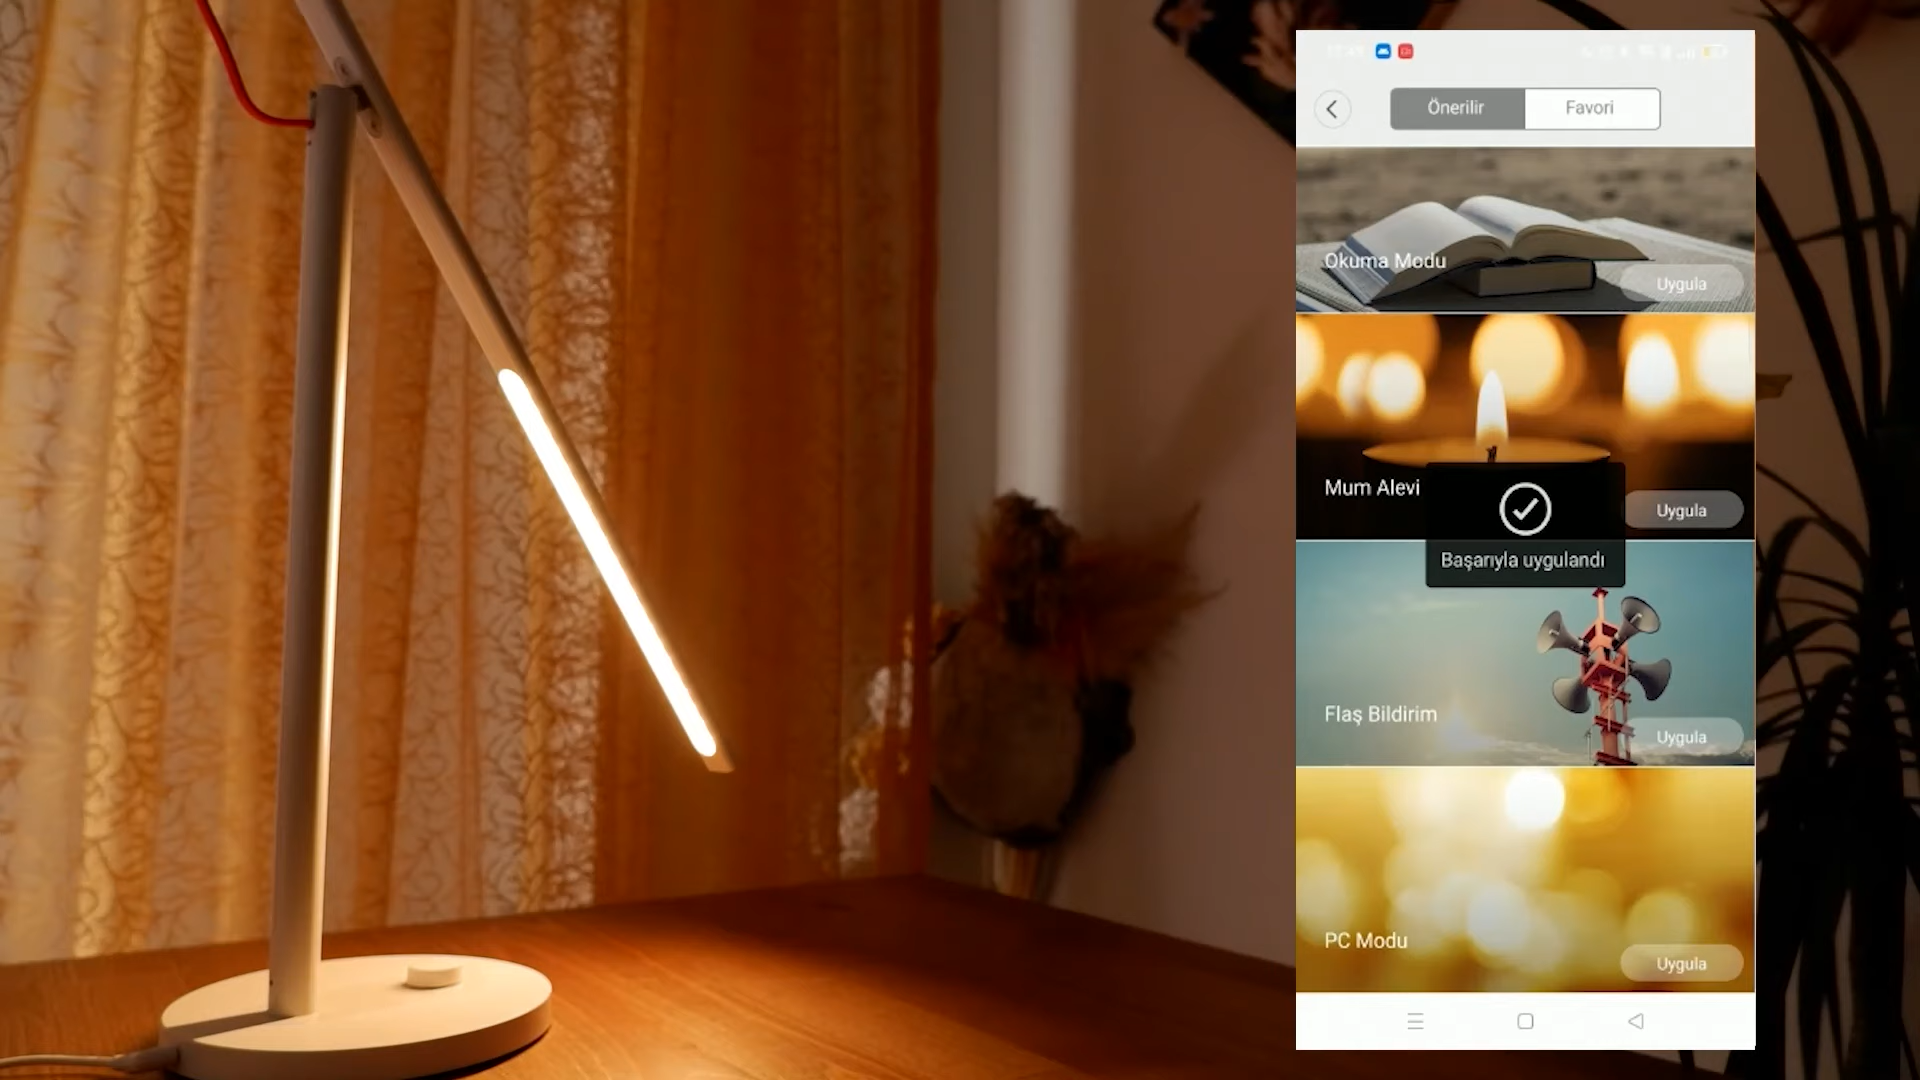 Önerilir
Favori
Okuma Modu
Uygula
Mum Alevi
Uygula
Başarıyla uygulandı
Flaş Bildirim
Uygula
PC Modu
Uygula